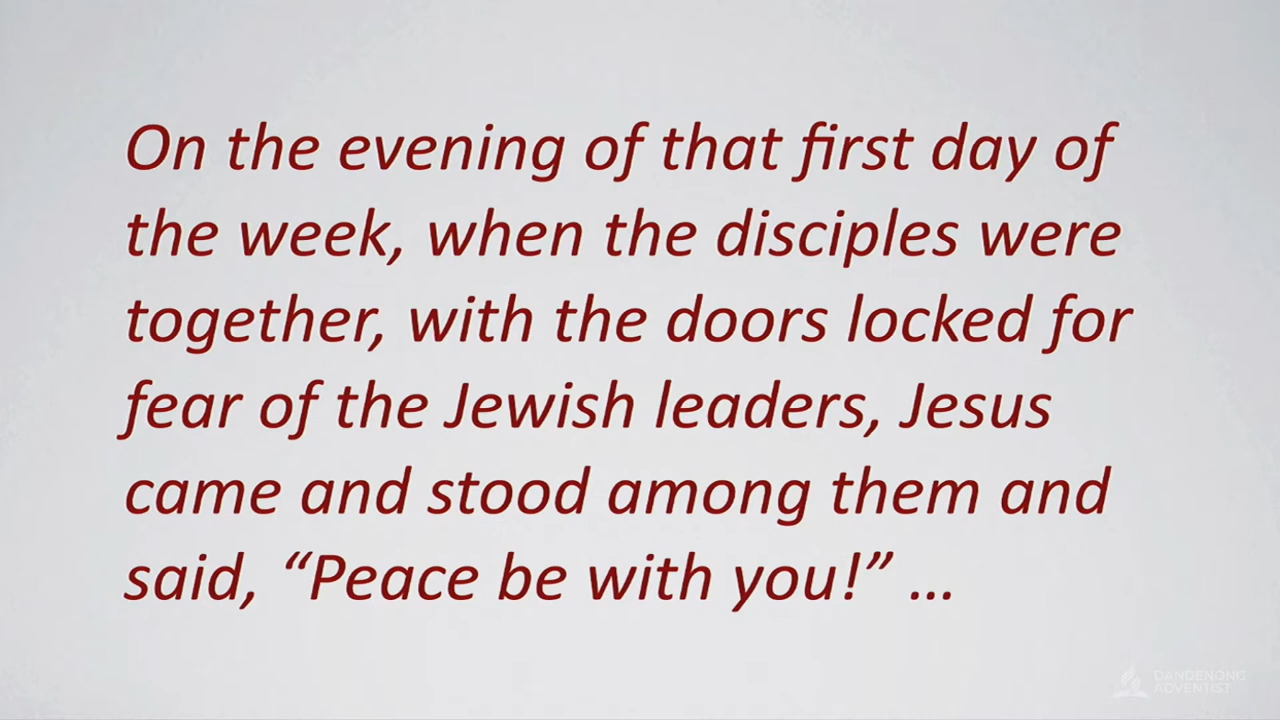 On the evening of that first day of
the week, when the disciples were
together, with the doors locked for
fear of the Jewish leaders, Jesus
came and stood among them and
said, “Peace be with you!” ...
DANDENONG
ADVENTIST